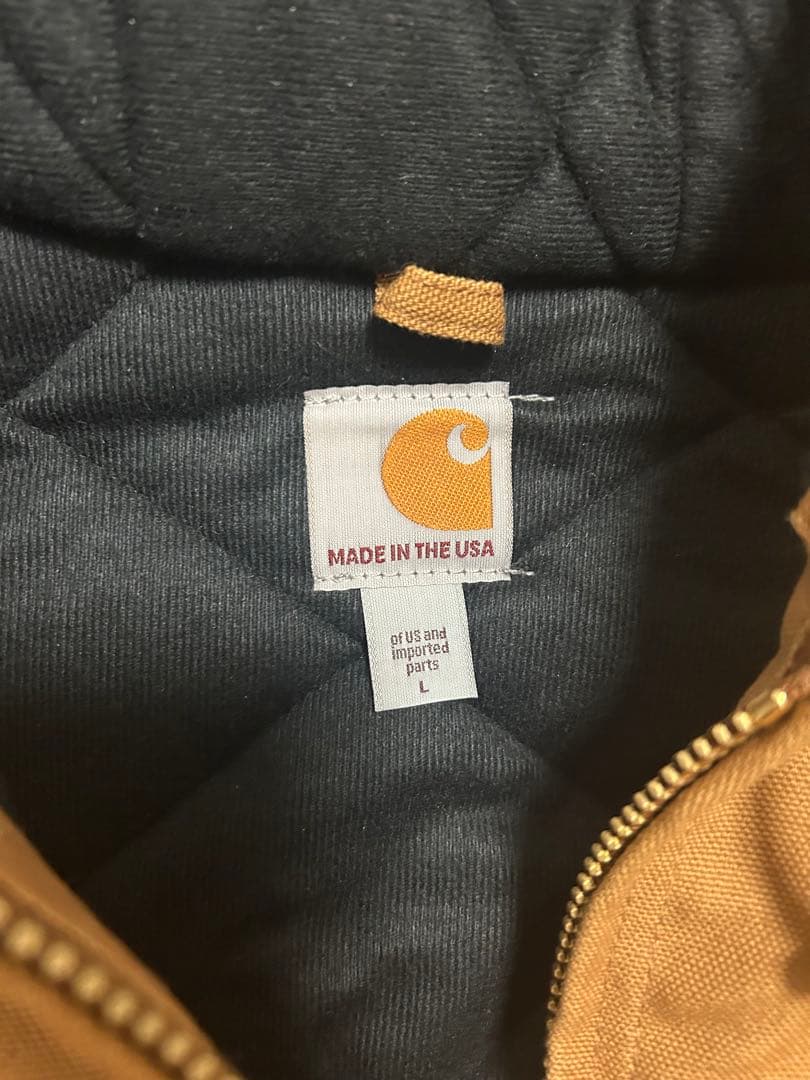 MADE IN THE USA
of US and
imported
parts
L